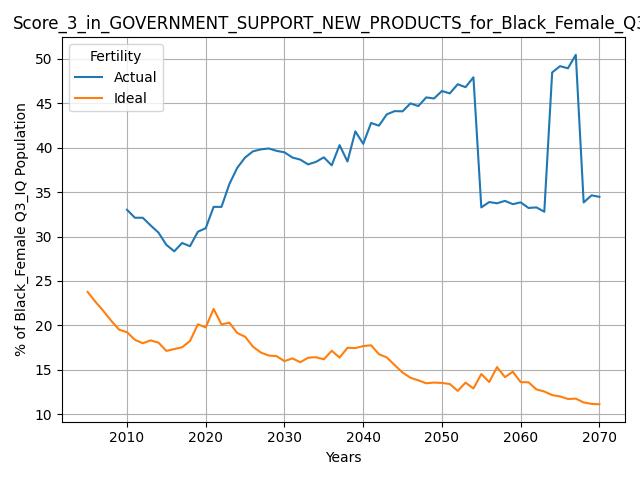 Score_3_in_GOVERNMENT_SUPPORT_NEW_PRODUCTS_for_Black_Female_Q3
Fertility
Actual
Ideal
% of Black_Female Q3_IQ Population
50
45
40
35
30
25
20
15
10
2010 2020 2030 2040 2050 2060 2070
Years